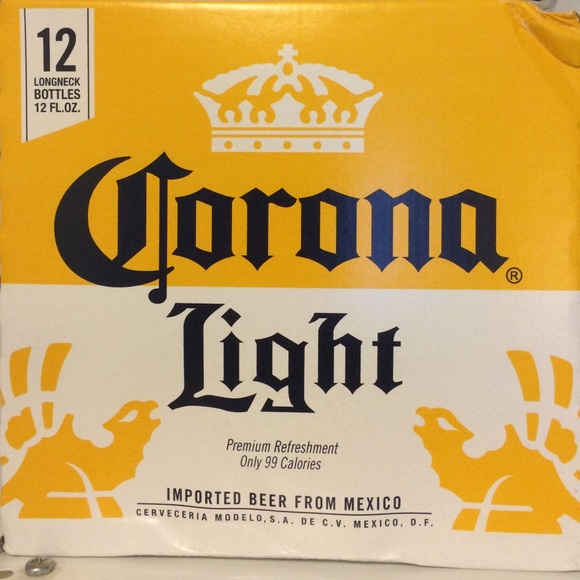 12
LONGNECK
BOTTLES
12 FL.OZ.
Corona®
Light
Premium Refreshment
Only 99 Calories
IMPORTED BEER FROM MEXICO
CERVECERIA MODELO, S.A. DE C.V. MEXICO, D.F.